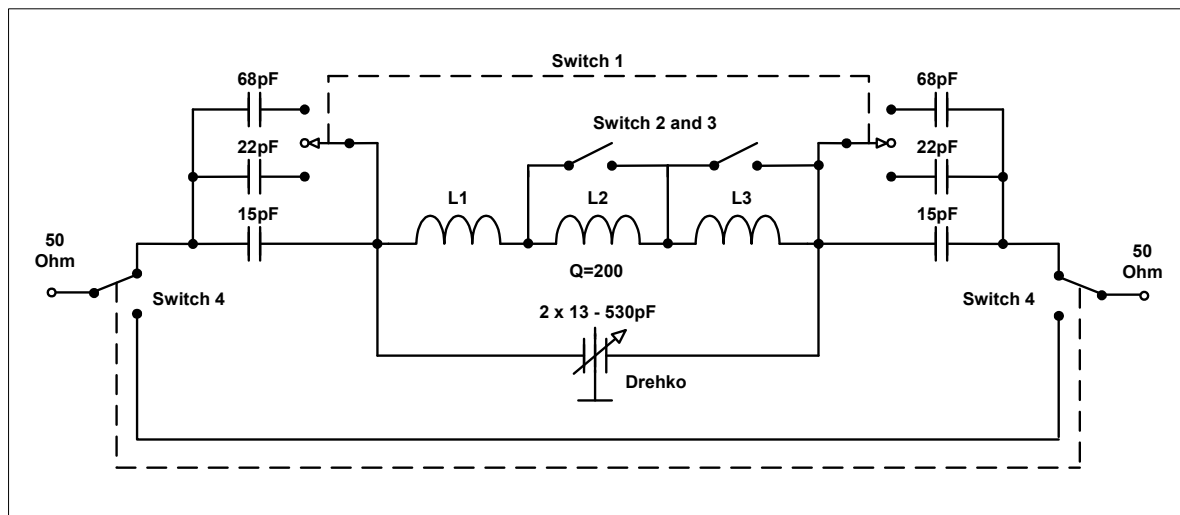 Switch 1
68pF
68pF
Switch 2 and 3
22pF
22pF
L1
L2
L3
15pF
15pF
50
Ohm
50
Ohm
Q=200
Switch 4
Switch 4
2 x 13 - 530pF
Drehko